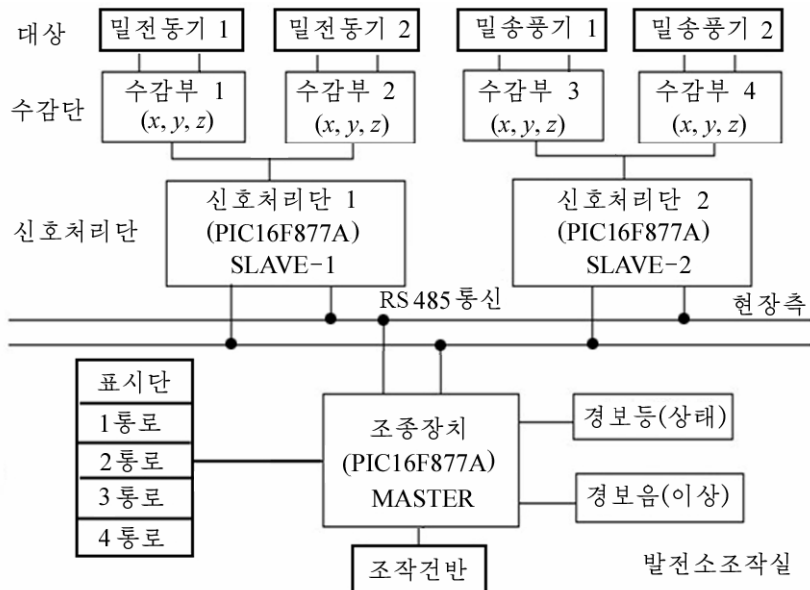 대상
밀전동기 1
밀전동기 2
밀송풍기 1
밀송풍기 2
수감단
수감부 1
(x, y, z)
수감부 2
(x, y, z)
수감부 3
(x, y, z)
수감부 4
(x, y, z)
신호처리단
신호처리단 1
(PIC16F877A)
SLAVE-1
신호처리단 2
(PIC16F877A)
SLAVE-2
RS 485 통신
현장측
표시단
1통로
2통로
3통로
4통로
조종장치
(PIC16F877A)
MASTER
경보등(상태)
경보음(이상)
조작건반
발전소조작실